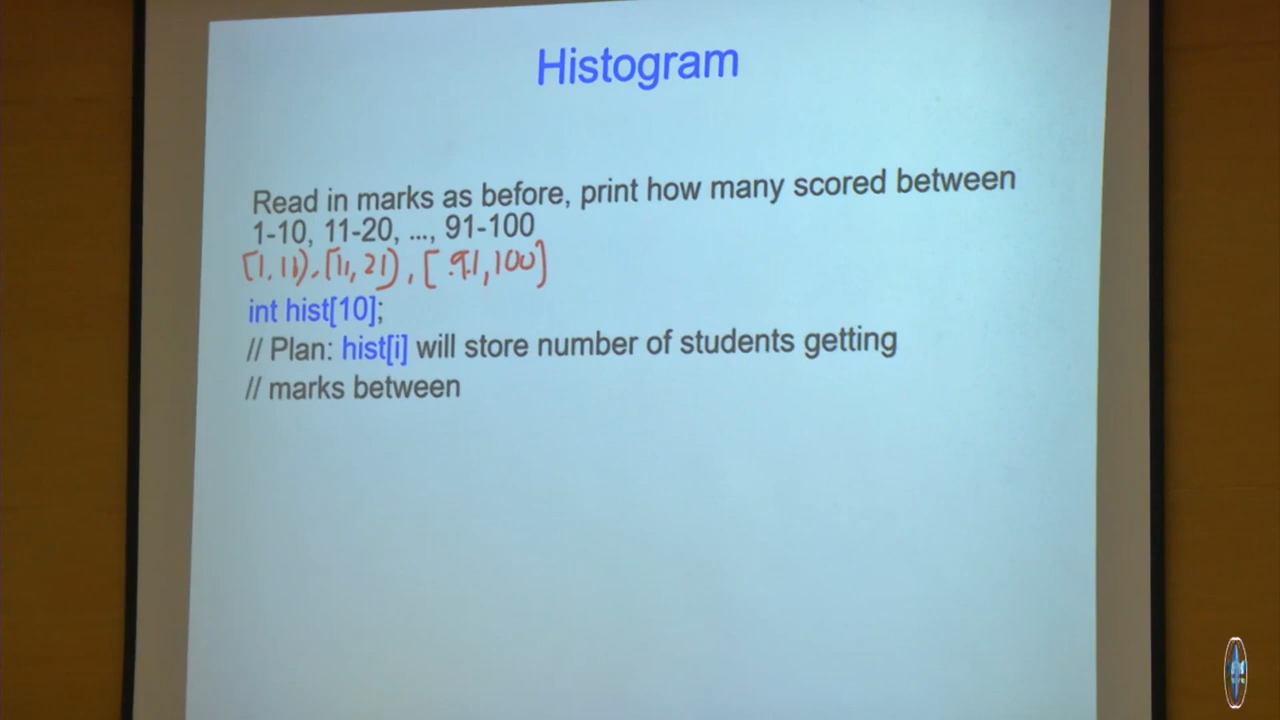 Histogram
Read in marks as before, print how many scored between
1-10, 11-20, ..., 91-100
[1, 11), [11, 21), [ 91, 100]
int hist[10];
// Plan: hist[i] will store number of students getting
// marks between